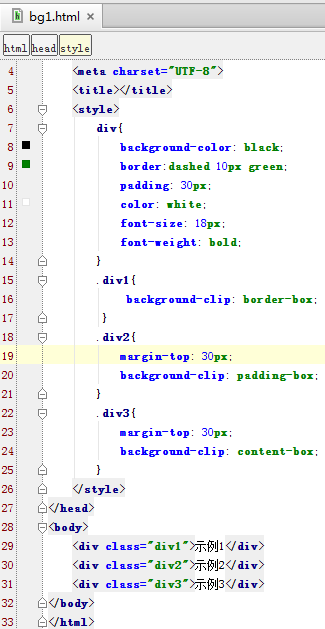 bg1.html
html head style
4 <meta charset="UTF-8">
5 <title></title>
6 <style>
7 div{
8 background-color: black;
9 border:dashed 10px green;
10 padding: 30px;
11 color: white;
12 font-size: 18px;
13 font-weight: bold;
14 }
15 .div1{
16 background-clip: border-box;
17 }
18 .div2{
19 margin-top: 30px;
20 background-clip: padding-box;
21 }
22 .div3{
23 margin-top: 30px;
24 background-clip: content-box;
25 }
26 </style>
27 </head>
28 <body>
29 <div class="div1">示例1</div>
30 <div class="div2">示例2</div>
31 <div class="div3">示例3</div>
32 </body>
33 </html>